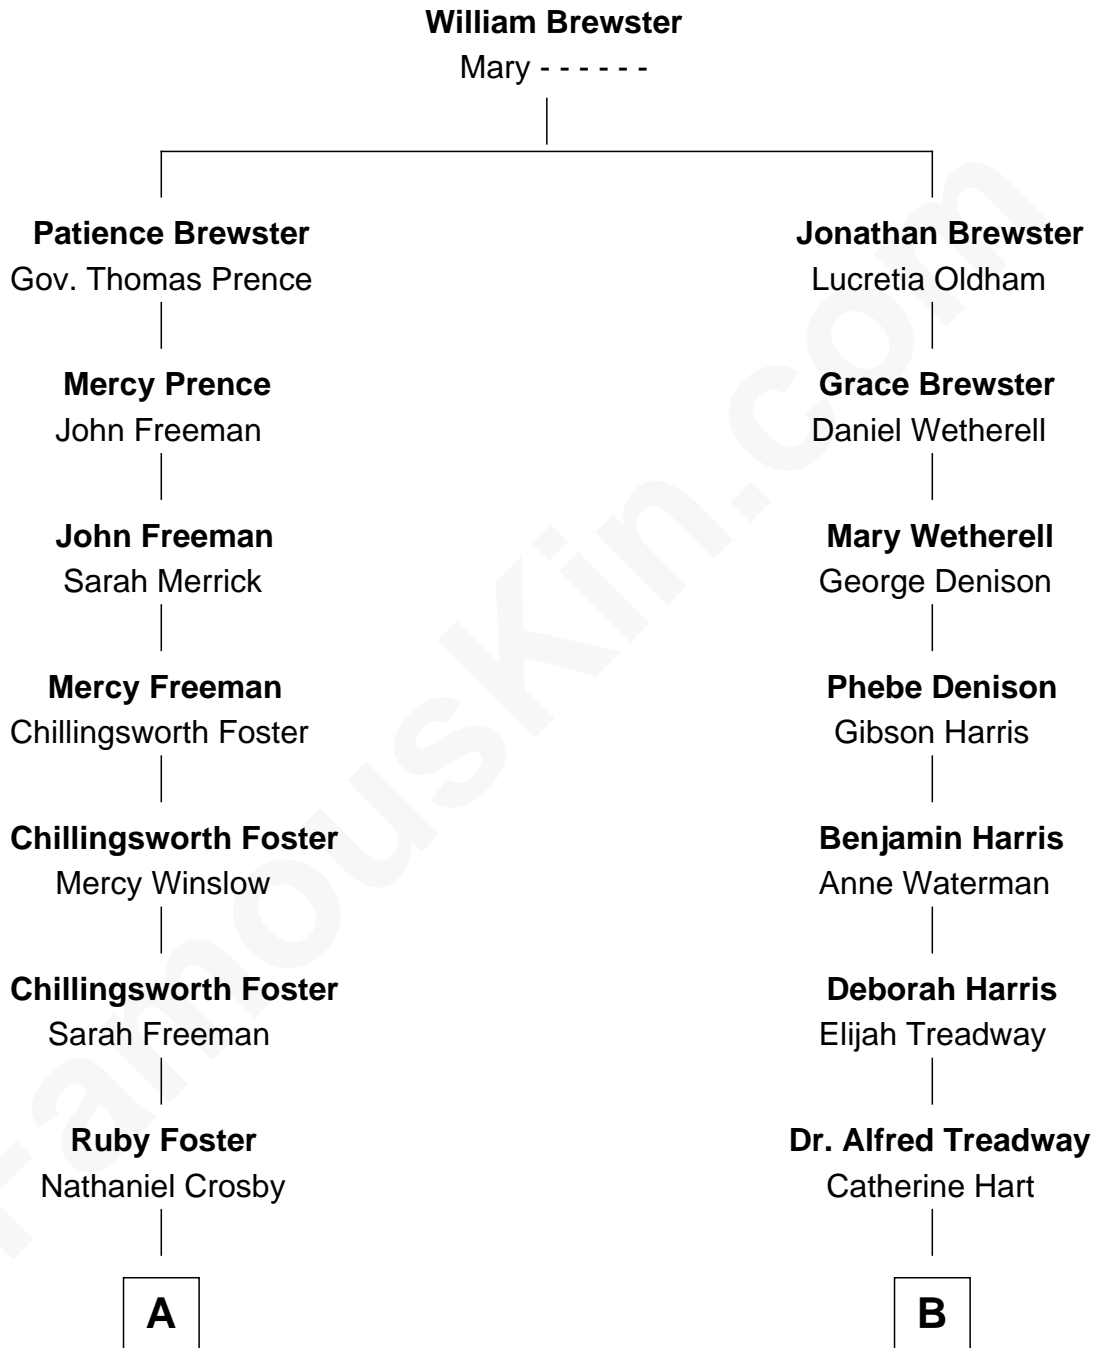 William Brewster
Mary - - - - - -
Patience Brewster
Gov. Thomas Prence
Jonathan Brewster
Lucretia Oldham
Mercy Prence
John Freeman
Grace Brewster
Daniel Wetherell
John Freeman
Sarah Merrick
Mary Wetherell
George Denison
Mercy Freeman
Chillingsworth Foster
Phebe Denison
Gibson Harris
Chillingsworth Foster
Mercy Winslow
Benjamin Harris
Anne Waterman
Chillingsworth Foster
Sarah Freeman
Deborah Harris
Elijah Treadway
Ruby Foster
Nathaniel Crosby
Dr. Alfred Treadway
Catherine Hart
A
B
FamousKin.com